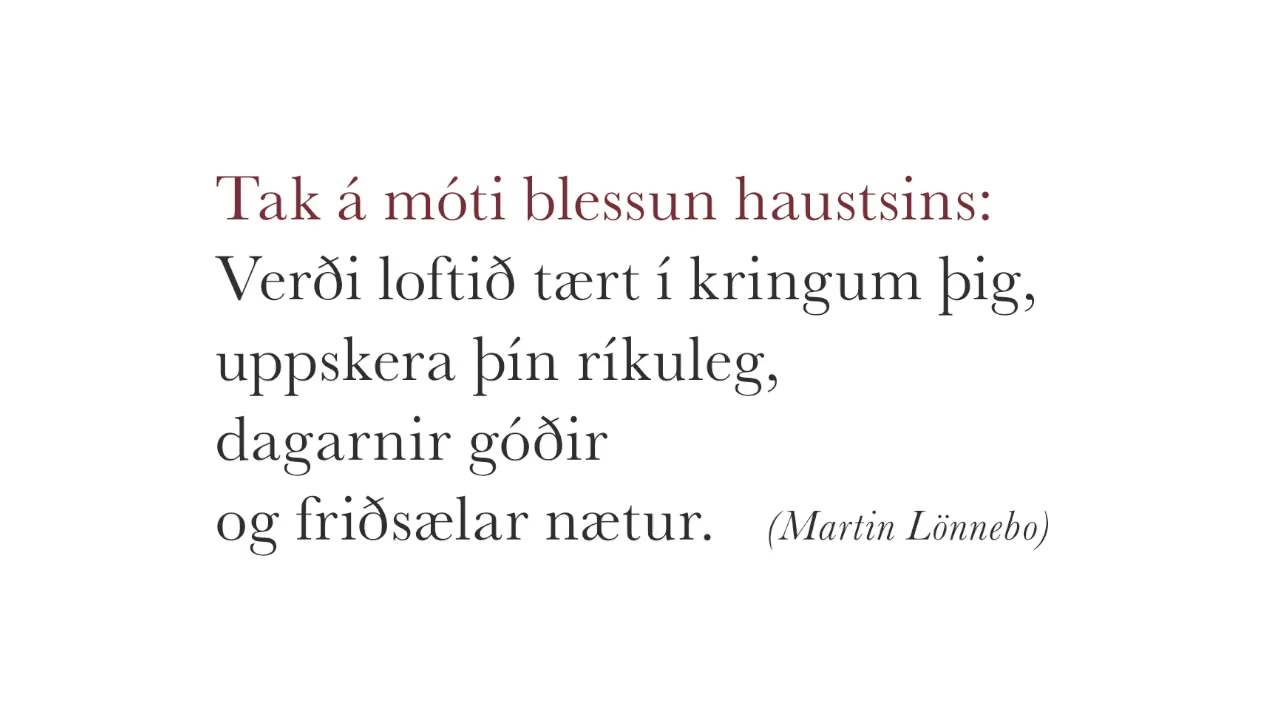 Tak á móti blessun haustsins:
Verði loftið tært í kringum þig,
uppskera þín ríkuleg,
dagarnir góðir
og friðsælar nætur. (Martin Lönnebo)